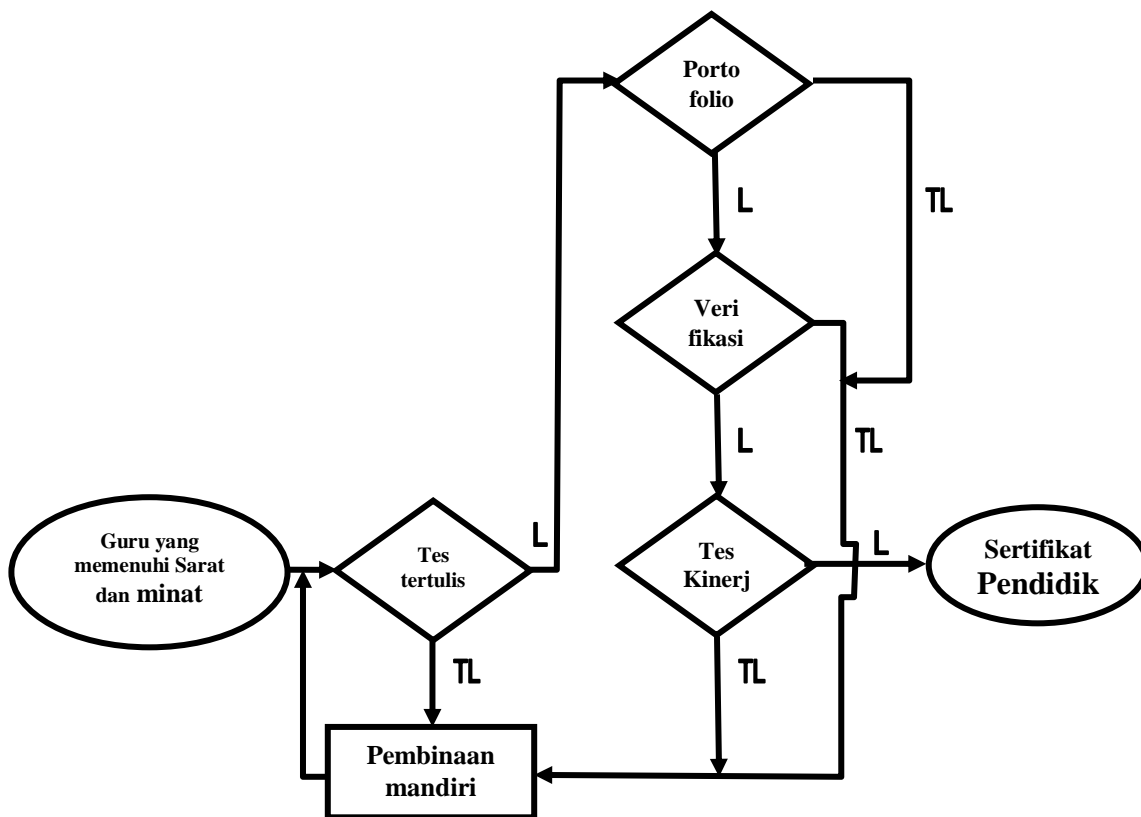 Porto
folio
L
TL
Veri
fikasi
L
TL
Guru yang
memenuhi Sarat
dan minat
Tes
tertulis
L
Tes
Kinerj
L
Sertifikat
Pendidik
TL
TL
Pembinaan
mandiri